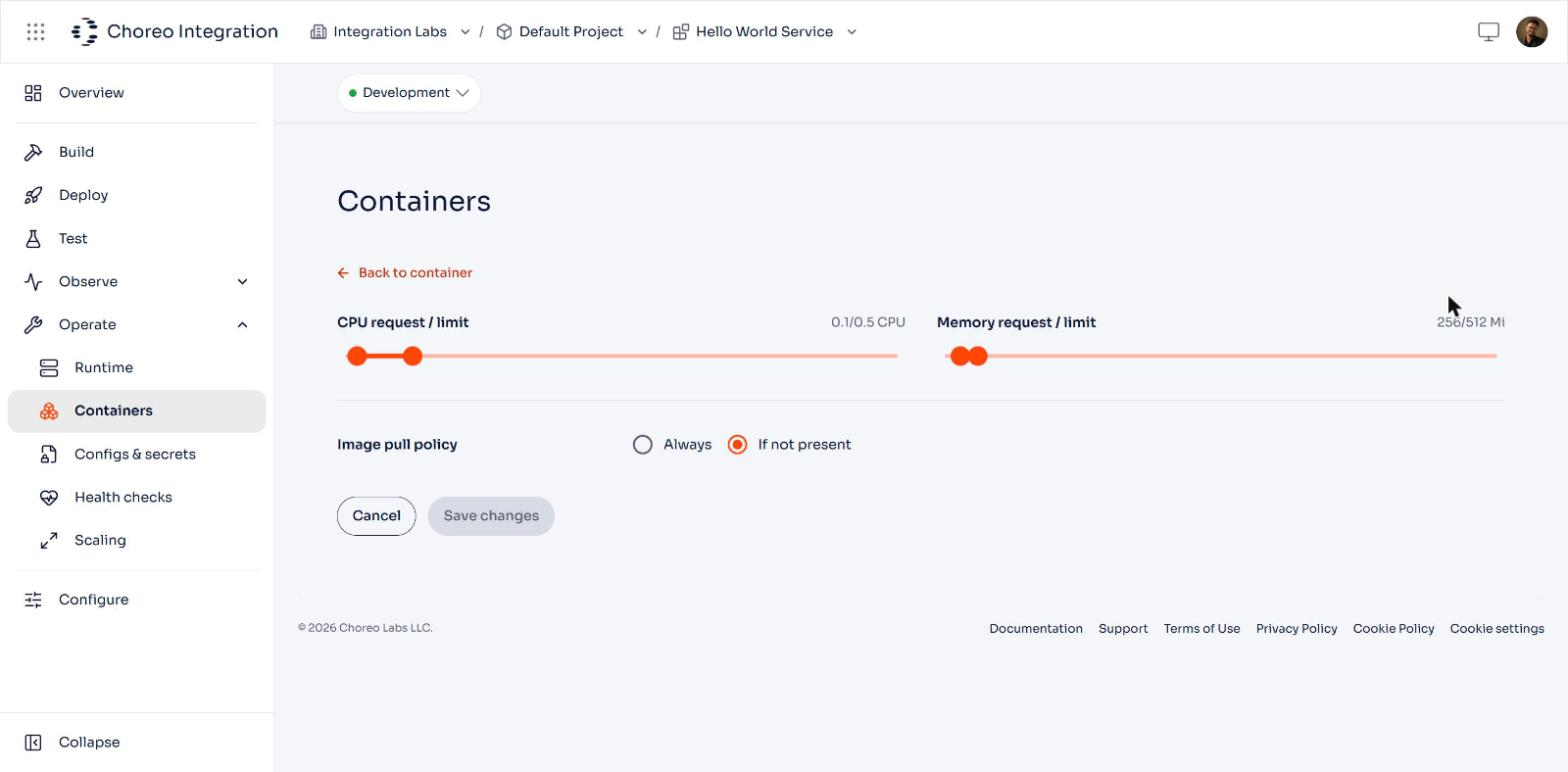 Choreo Integration
Integration Labs / Default Project / Hello World Service
Overview
Development
Build
Deploy
Test
Observe
Operate
Runtime
Containers
Configs & secrets
Health checks
Scaling
Configure
Collapse
Containers
Back to container
CPU request / limit 0.1/0.5 CPU
Memory request / limit 256/512 Mi
Image pull policy Always If not present
Cancel Save changes
© 2026 Choreo Labs LLC.
Documentation Support Terms of Use Privacy Policy Cookie Policy Cookie settings